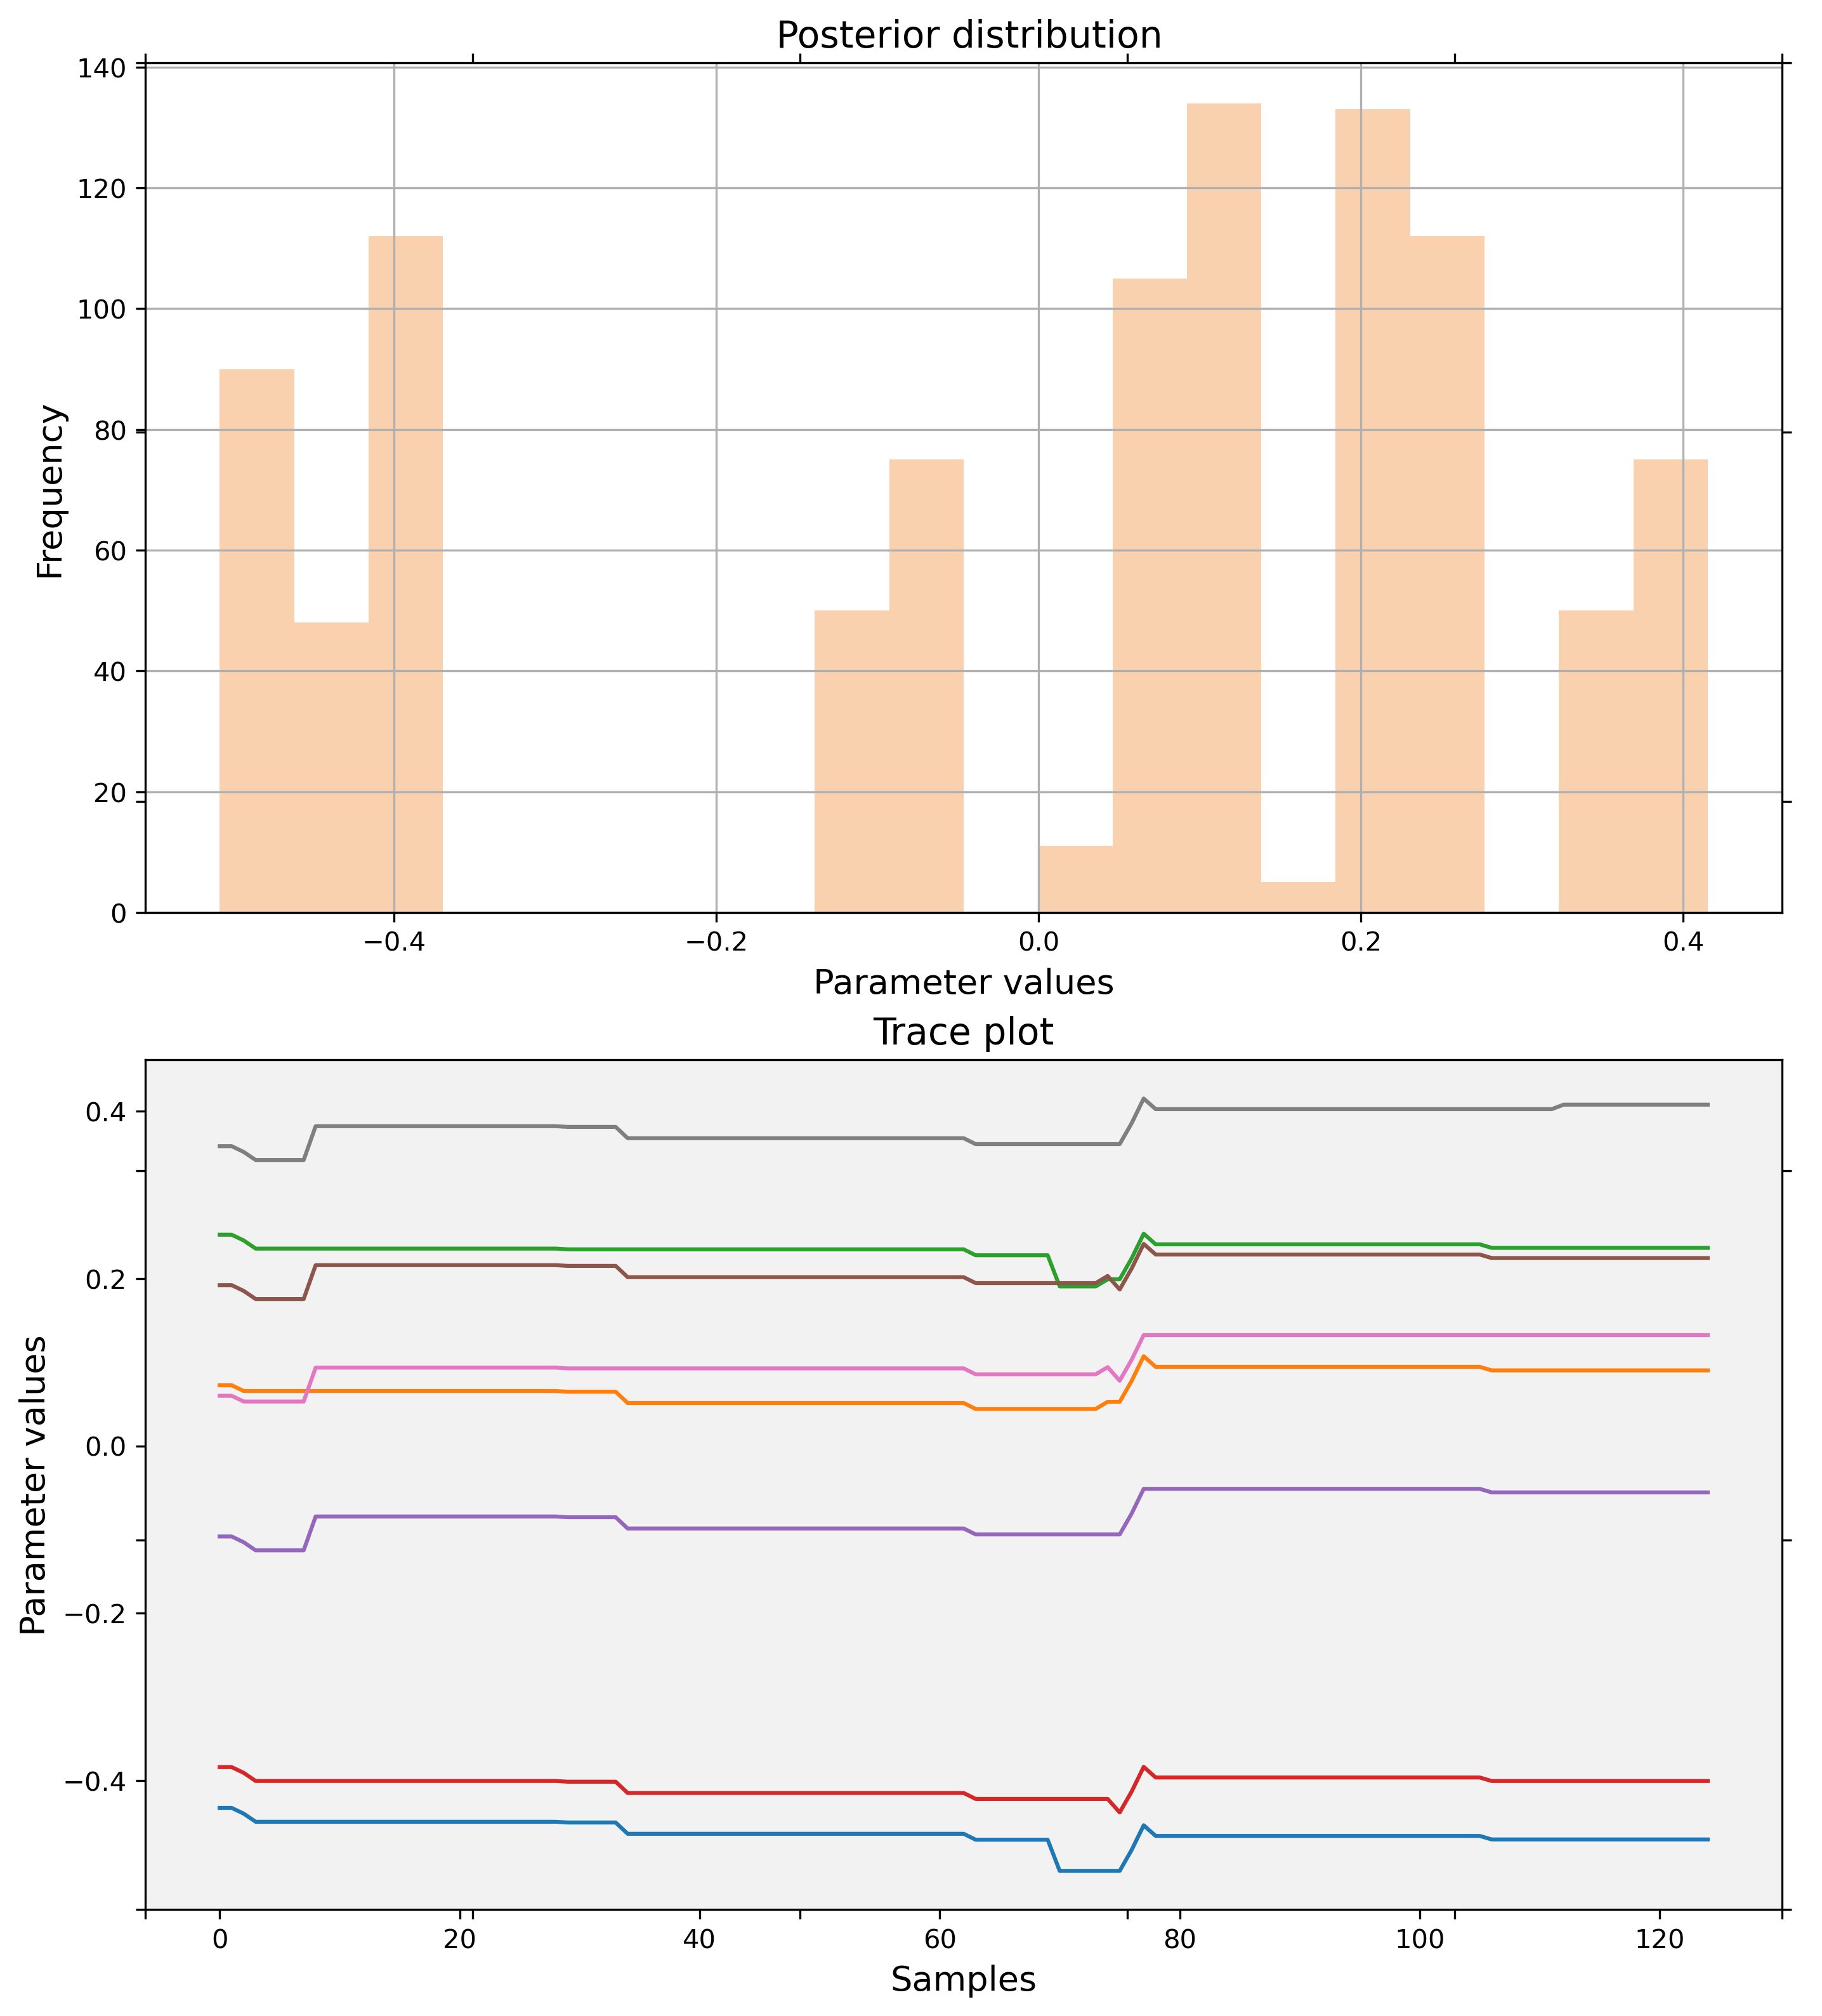 Posterior distribution
140
120
100
80
60
40
20
0
Frequency
−0.4 −0.2 0.0 0.2 0.4
Parameter values
Trace plot
0.4
0.2
0.0
−0.2
−0.4
Parameter values
0 20 40 60 80 100 120
Samples